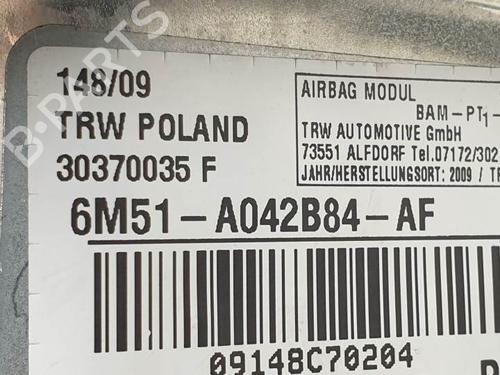 148/09
TRW POLAND
30370035 F
6M51-A042B84-AF
AIRBAG MODUL
BAM-PT1-
TRW AUTOMOTIVE GmbH
73551 ALFDORF Tel.07172/302
JAHR/HERSTELLUNGSORT: 2009 / TR
09148C70204
B-PARTS